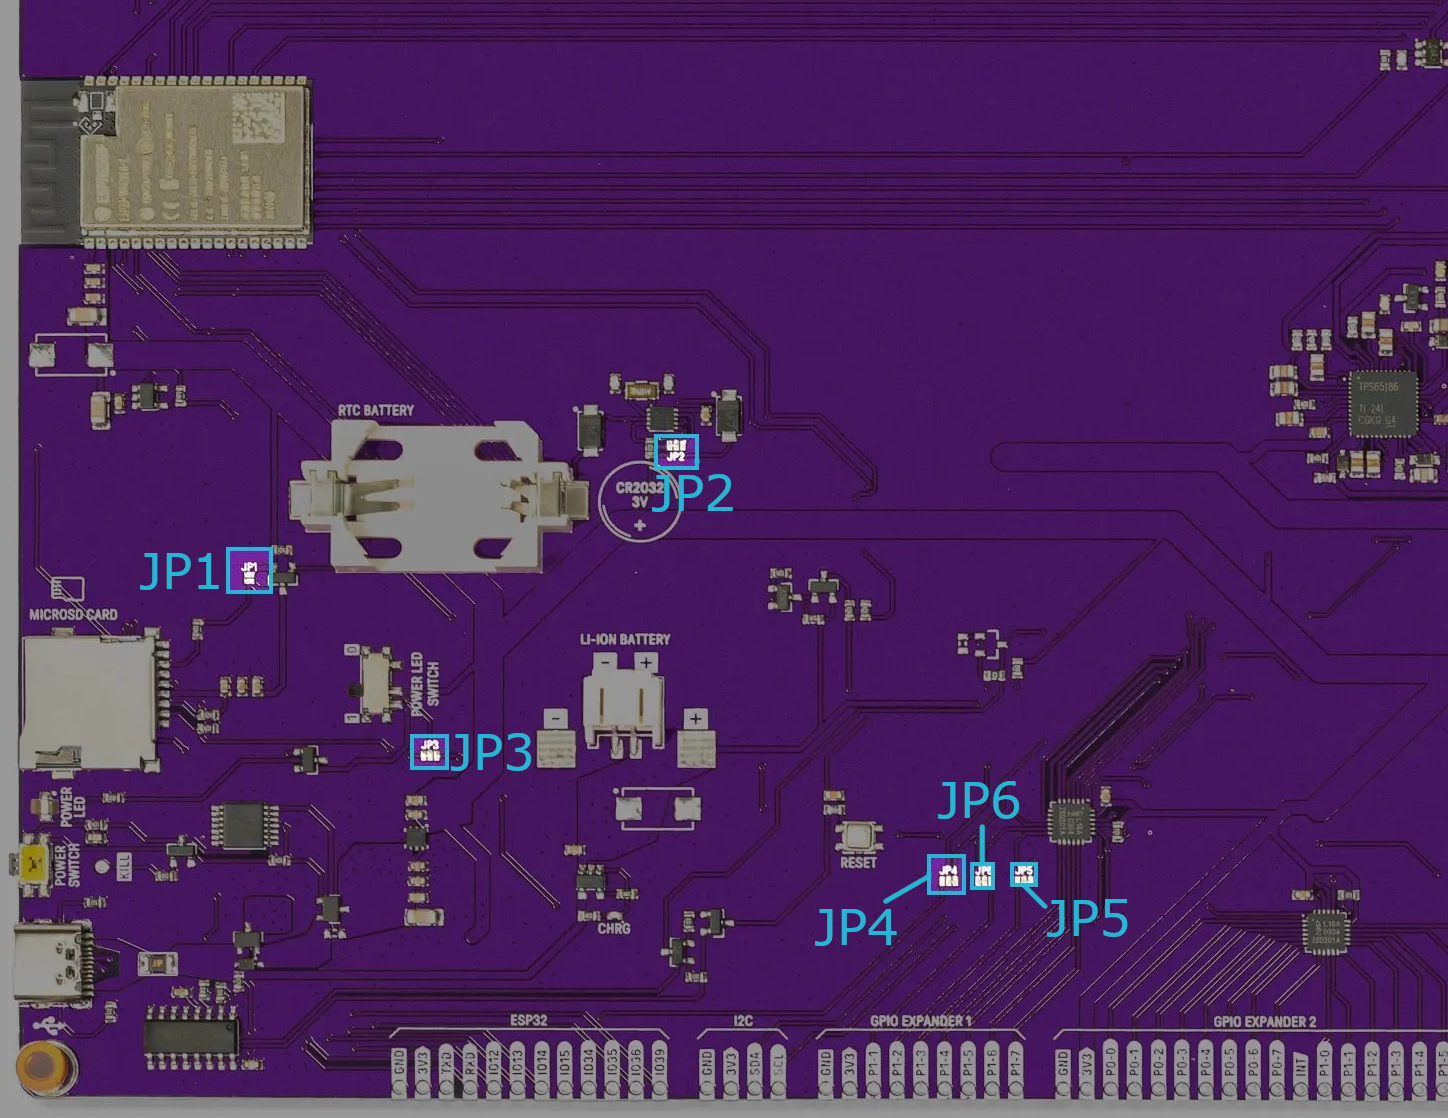 RTC BATTERY
TPS65186
TI 24I
JP2
CR2032
3V
+
JP2
JP1
JP1
MICROSD CARD
LI-ION BATTERY
- +
0
POWER LED
SWITCH
1
- +
JP3
JP3
POWER
LED
JP6
RESET
POWER
SWITCH
KILL
JP4
JP6
JP5
JP4
JP5
CHRG
ESP32
I2C
GPIO EXPANDER 1
GPIO EXPANDER 2
GND 3V3 TXD RXD IO12 IO13 IO14 IO15 IO34 IO35 IO36 IO39
GND 3V3 SDA SCL
GND 3V3 P1-1 P1-2 P1-3 P1-4 P1-5 P1-6 P1-7
GND 3V3 P0-0 P0-1 P0-2 P0-3 P0-4 P0-5 P0-6 P0-7 INT P1-0 P1-1 P1-2 P1-3 P1-4 P1-5